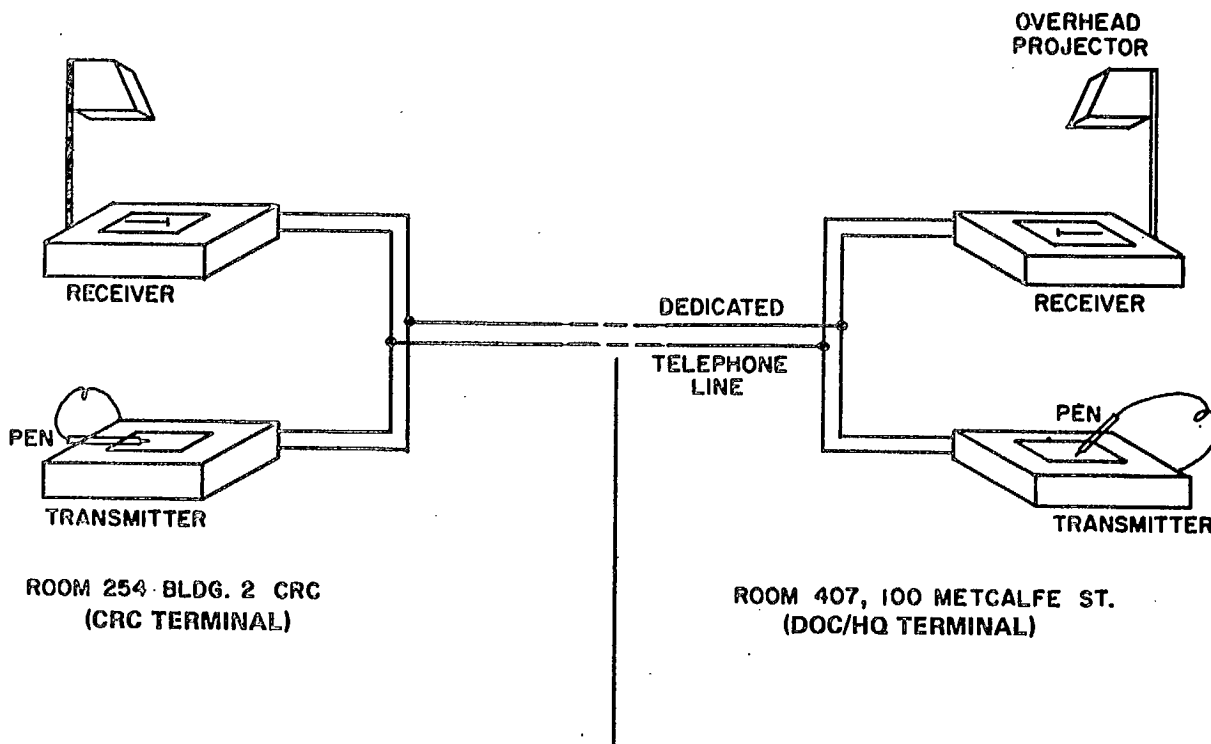 OVERHEAD
PROJECTOR
RECEIVER
RECEIVER
DEDICATED
TELEPHONE
LINE
PEN
PEN
TRANSMITTER
TRANSMITTER
ROOM 254 BLDG. 2 CRC
(CRC TERMINAL)
ROOM 407, 100 METCALFE ST.
(DOC/HQ TERMINAL)